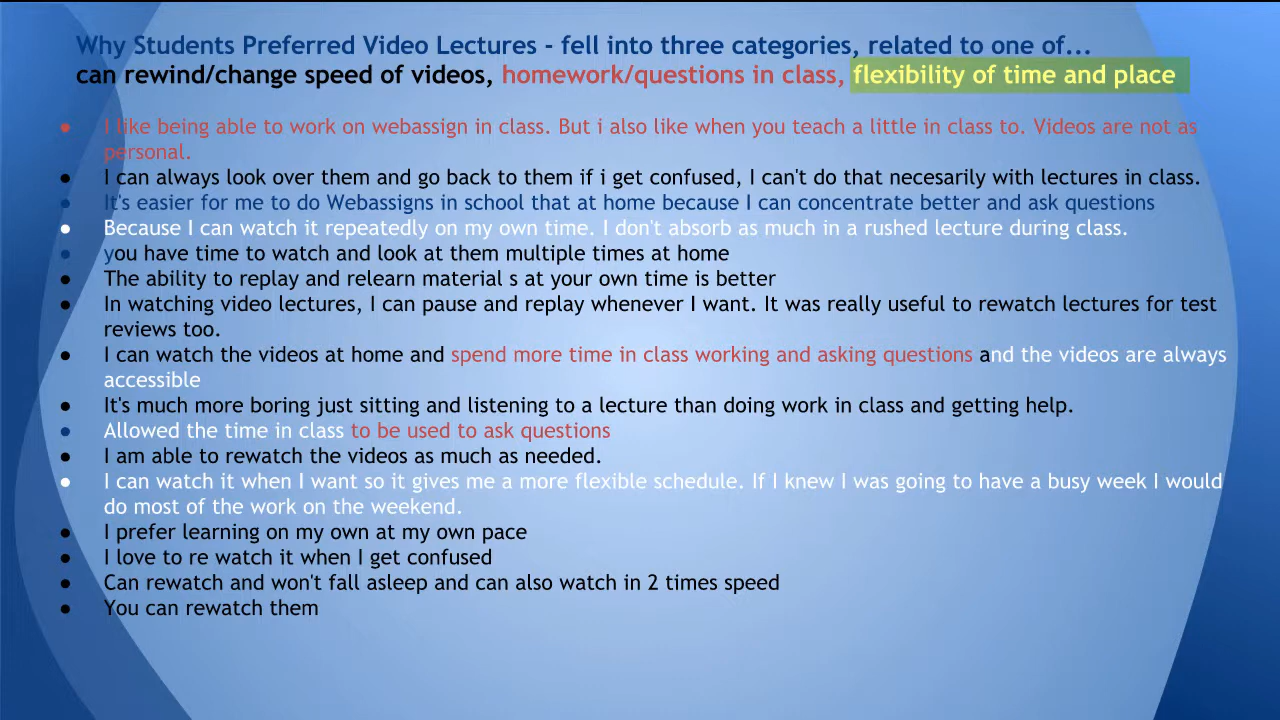 Why Students Preferred Video Lectures - fell into three categories, related to one of...
can rewind/change speed of videos, homework/questions in class, flexibility of time and place
● I like being able to work on webassign in class. But i also like when you teach a little in class to. Videos are not as
personal.
● I can always look over them and go back to them if i get confused, I can't do that necesarily with lectures in class.
● It's easier for me to do Webassigns in school that at home because I can concentrate better and ask questions
● Because I can watch it repeatedly on my own time. I don't absorb as much in a rushed lecture during class.
● you have time to watch and look at them multiple times at home
● The ability to replay and relearn material s at your own time is better
● In watching video lectures, I can pause and replay whenever I want. It was really useful to rewatch lectures for test
reviews too.
● I can watch the videos at home and spend more time in class working and asking questions and the videos are always
accessible
● It's much more boring just sitting and listening to a lecture than doing work in class and getting help.
● Allowed the time in class to be used to ask questions
● I am able to rewatch the videos as much as needed.
● I can watch it when I want so it gives me a more flexible schedule. If I knew I was going to have a busy week I would
do most of the work on the weekend.
● I prefer learning on my own at my own pace
● I love to re watch it when I get confused
● Can rewatch and won't fall asleep and can also watch in 2 times speed
● You can rewatch them